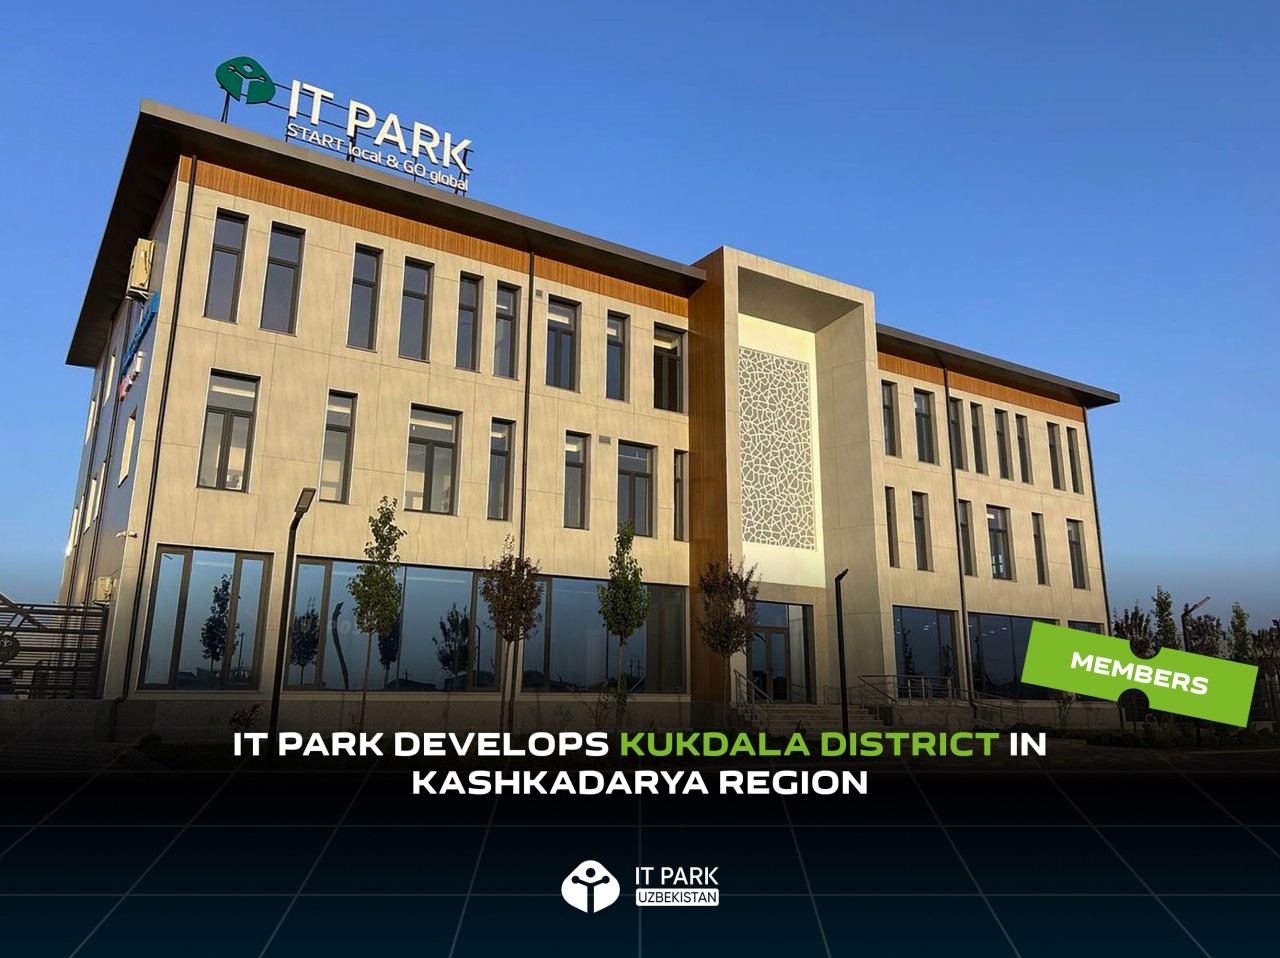 IT PARK
START local & GO global
MEMBERS
IT PARK DEVELOPS KUKDALA DISTRICT IN
KASHKADARYA REGION
IT PARK
UZBEKISTAN